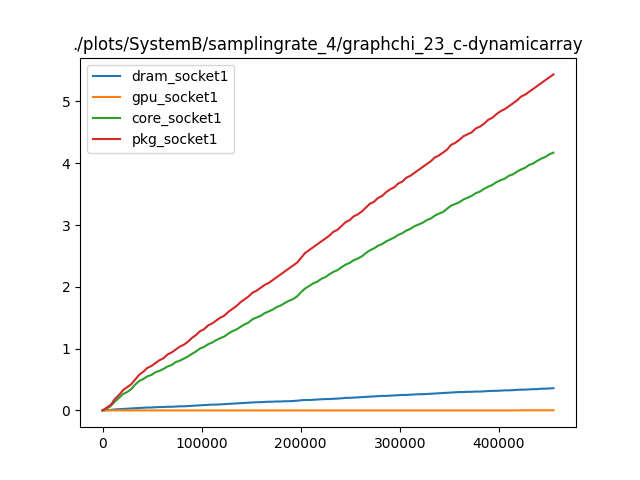 ./plots/SystemB/samplingrate_4/graphchi_23_c-dynamicarray
dram_socket1
gpu_socket1
core_socket1
pkg_socket1
5
4
3
2
1
0
0 100000 200000 300000 400000